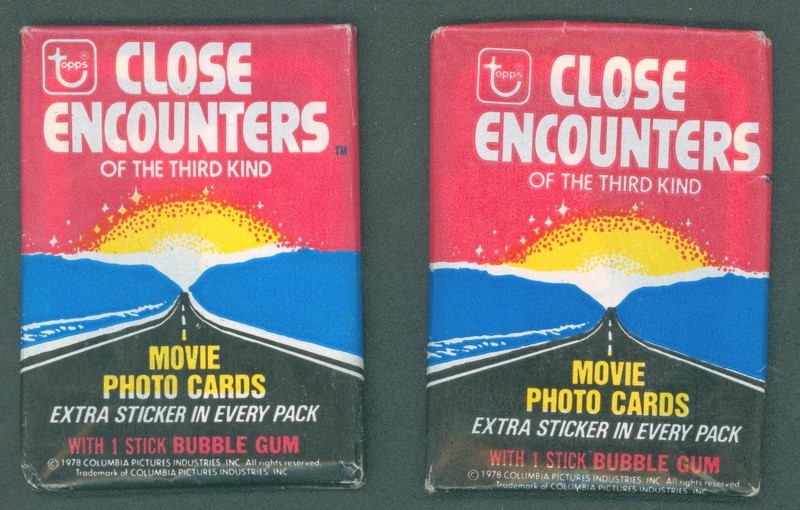 topps
CLOSE
ENCOUNTERS™
OF THE THIRD KIND
MOVIE
PHOTO CARDS
EXTRA STICKER IN EVERY PACK
WITH 1 STICK BUBBLE GUM
© 1978 COLUMBIA PICTURES INDUSTRIES, INC. All rights reserved.
Trademark of COLUMBIA PICTURES INDUSTRIES, INC.
topps
CLOSE
ENCOUNTERS
OF THE THIRD KIND
MOVIE
PHOTO CARDS
EXTRA STICKER IN EVERY PACK
WITH 1 STICK BUBBLE GUM
© 1978 COLUMBIA PICTURES INDUSTRIES, INC. All rights reserved.
Trademark of COLUMBIA PICTURES INDUSTRIES, INC.